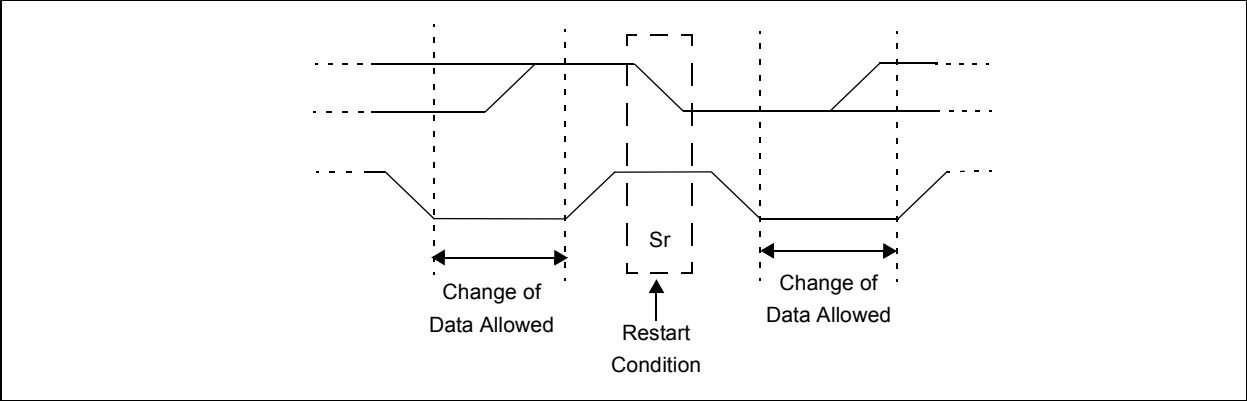 Sr
Change of
Data Allowed
Restart
Condition
Change of
Data Allowed